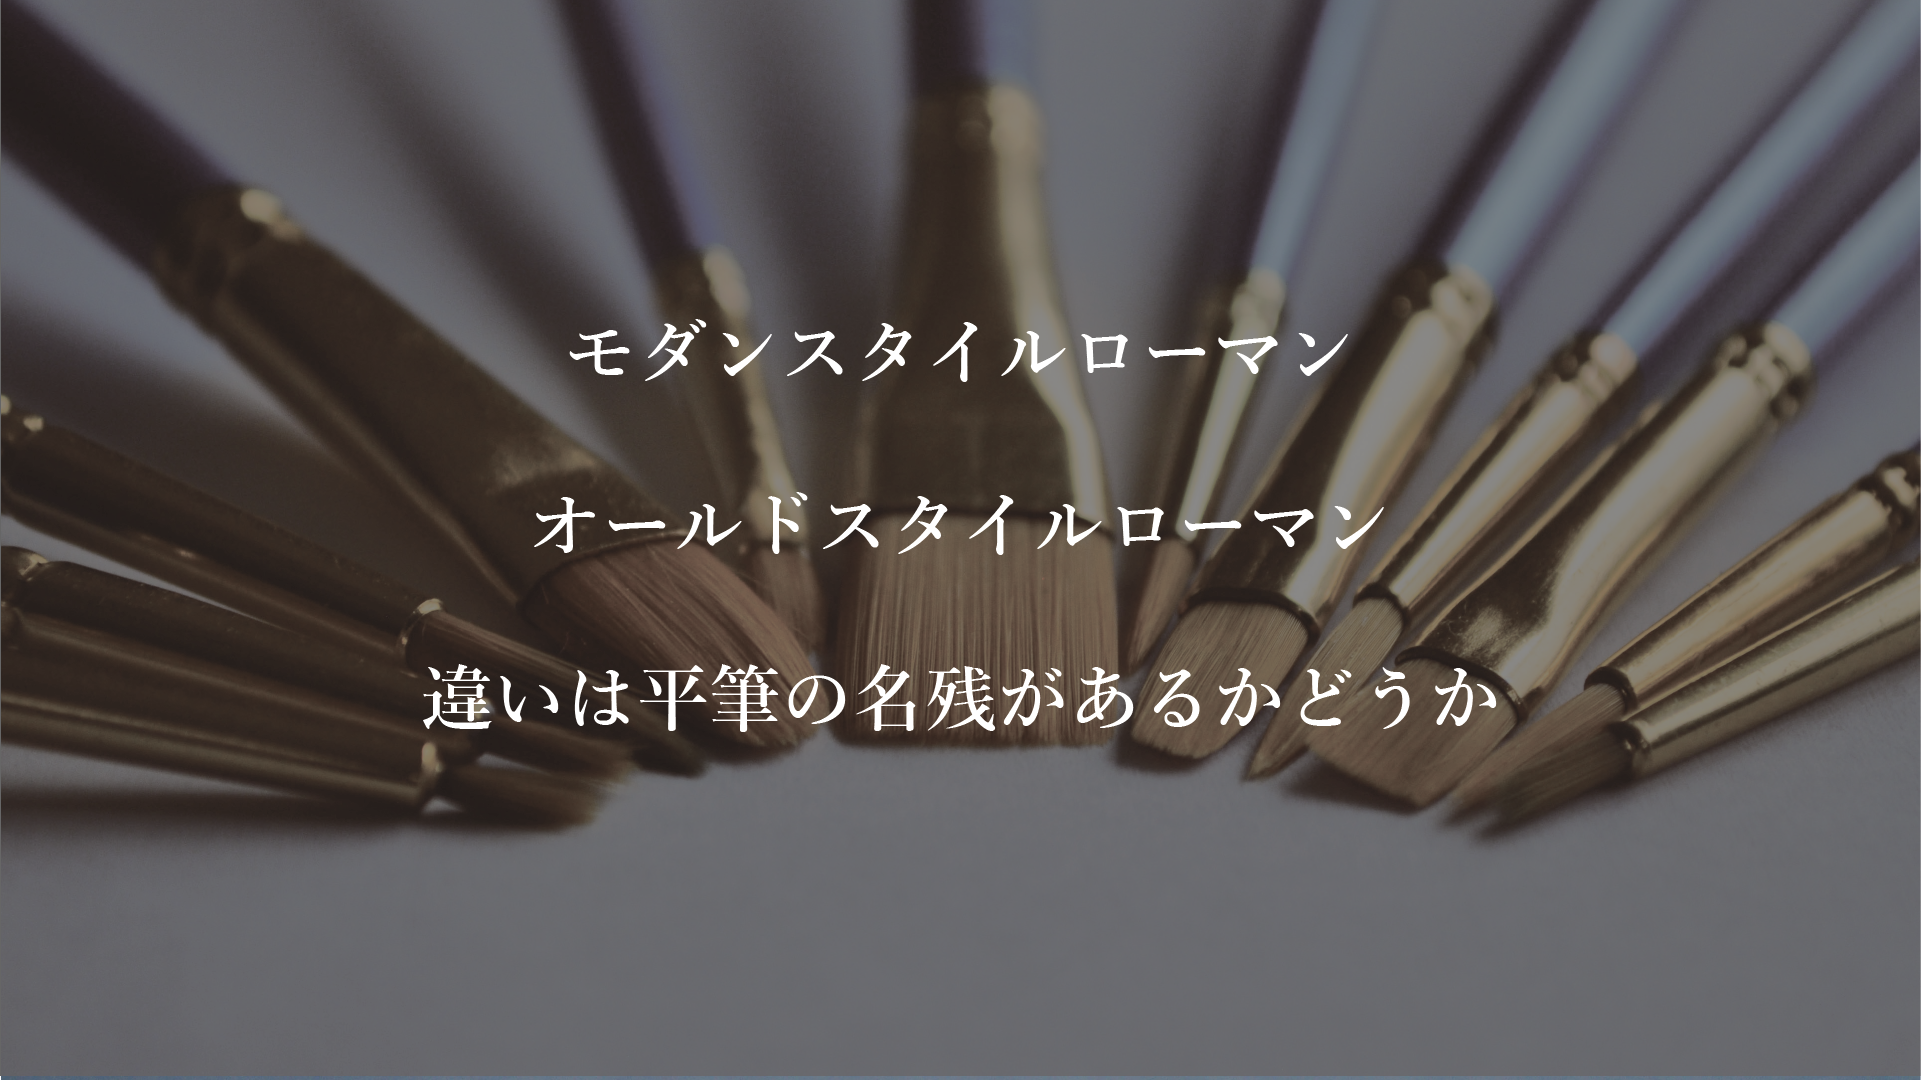 モダンスタイルローマン
オールドスタイルローマン
違いは平筆の名残があるかどうか